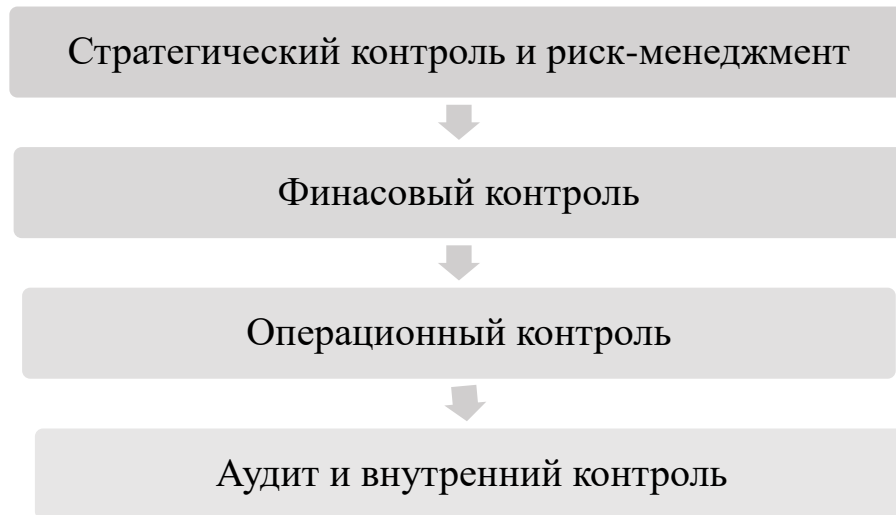 Стратегический контроль и риск-менеджмент
Финасовый контроль
Операционный контроль
Аудит и внутренний контроль